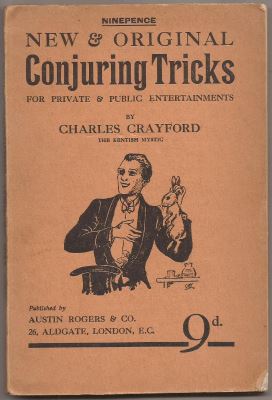 NINEPENCE
NEW & ORIGINAL
Conjuring Tricks
FOR PRIVATE & PUBLIC ENTERTAINMENTS
BY
CHARLES CRAYFORD
THE KENTISH MYSTIC
Published by
AUSTIN ROGERS & CO.
26, ALDGATE, LONDON, E.C.
9d.